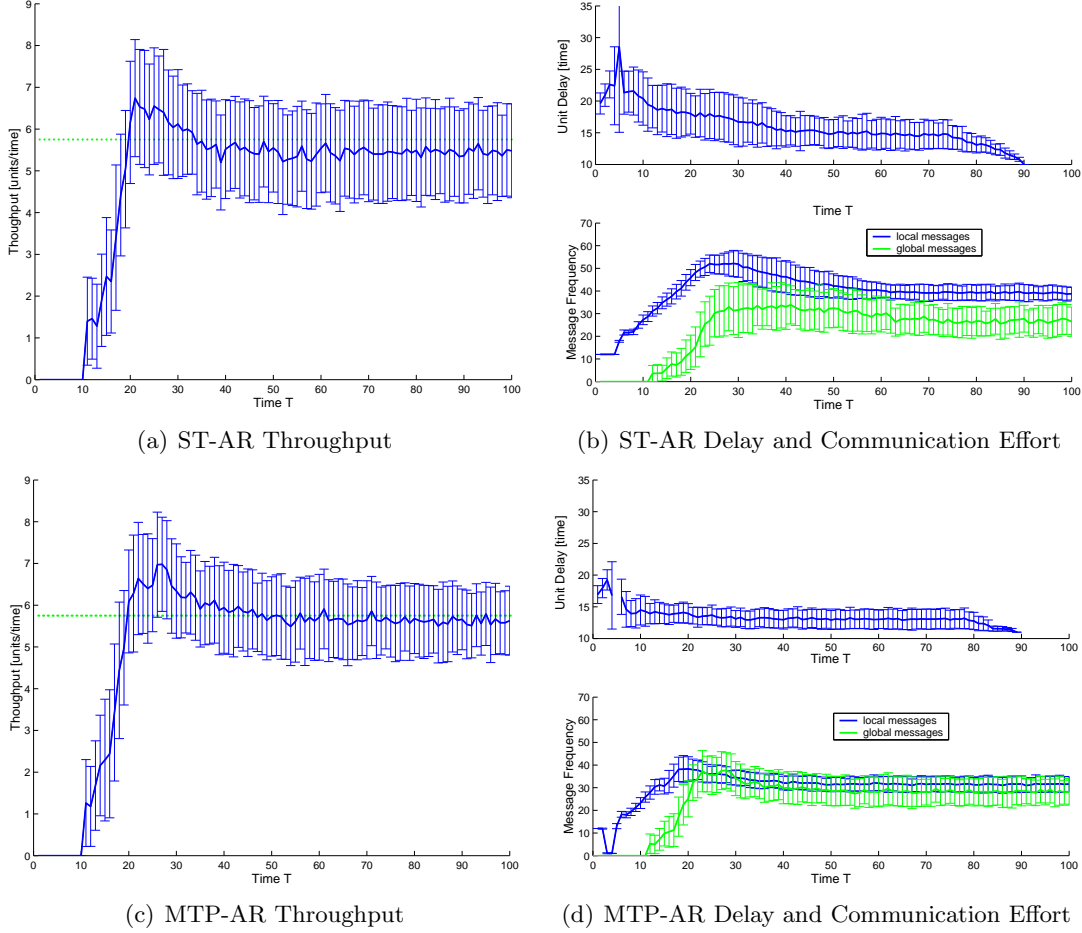 9
8
7
6
5
4
3
2
1
0
Thoughput [units/time]
0 10 20 30 40 50 60 70 80 90 100
Time T
(a) ST-AR Throughput
35
30
25
20
15
10
Unit Delay [time]
0 10 20 30 40 50 60 70 80 90 100
Time T
70
60
50
40
30
20
10
0
Message Frequency
local messages
global messages
0 10 20 30 40 50 60 70 80 90 100
Time T
(b) ST-AR Delay and Communication Effort
9
8
7
6
5
4
3
2
1
0
Thoughput [units/time]
0 10 20 30 40 50 60 70 80 90 100
Time T
(c) MTP-AR Throughput
35
30
25
20
15
10
Unit Delay [time]
0 10 20 30 40 50 60 70 80 90 100
70
60
50
40
30
20
10
0
Message Frequency
local messages
global messages
0 10 20 30 40 50 60 70 80 90 100
Time T
(d) MTP-AR Delay and Communication Effort